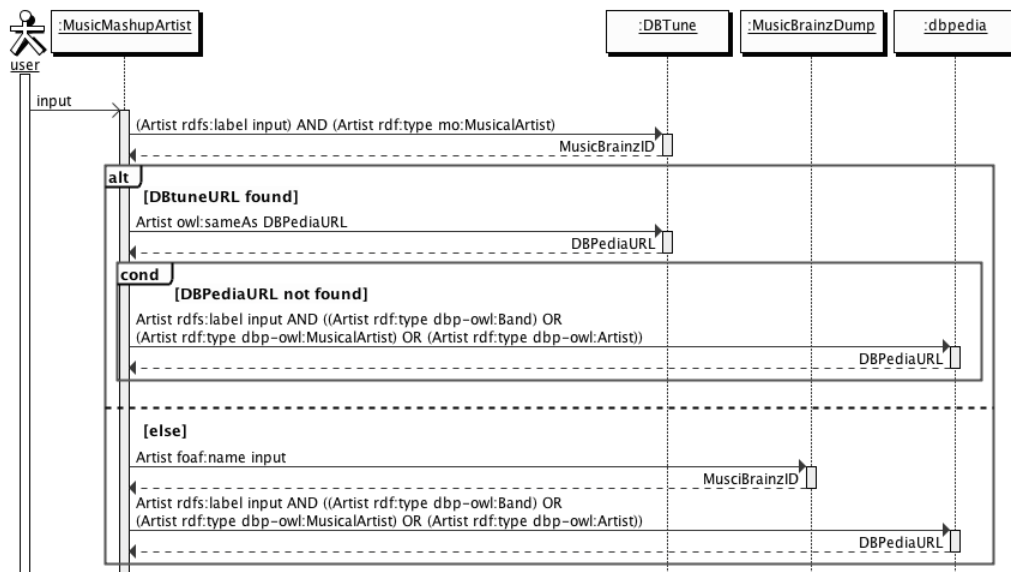 :MusicMashupArtist
:DBTune
:MusicBrainzDump
:dbpedia
user
input
(Artist rdfs:label input) AND (Artist rdf:type mo:MusicalArtist)
MusicBrainzID
alt
[DBtuneURL found]
Artist owl:sameAs DBPediaURL
DBPediaURL
cond
[DBPediaURL not found]
Artist rdfs:label input AND ((Artist rdf:type dbp-owl:Band) OR
(Artist rdf:type dbp-owl:MusicalArtist) OR (Artist rdf:type dbp-owl:Artist))
DBPediaURL
[else]
Artist foaf:name input
MusciBrainzID
Artist rdfs:label input AND ((Artist rdf:type dbp-owl:Band) OR
(Artist rdf:type dbp-owl:MusicalArtist) OR (Artist rdf:type dbp-owl:Artist))
DBPediaURL